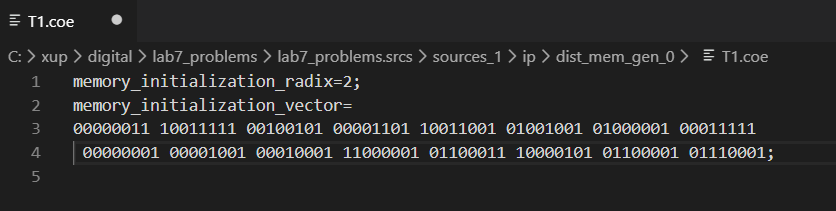 T1.coe
C: > xup > digital > lab7_problems > lab7_problems.srcs > sources_1 > ip > dist_mem_gen_0 > T1.coe
1 memory_initialization_radix=2;
2 memory_initialization_vector=
3 00000011 10011111 00100101 00001101 10011001 01001001 01000001 00011111
4 00000001 00001001 00010001 11000001 01100011 10000101 01100001 01110001;
5